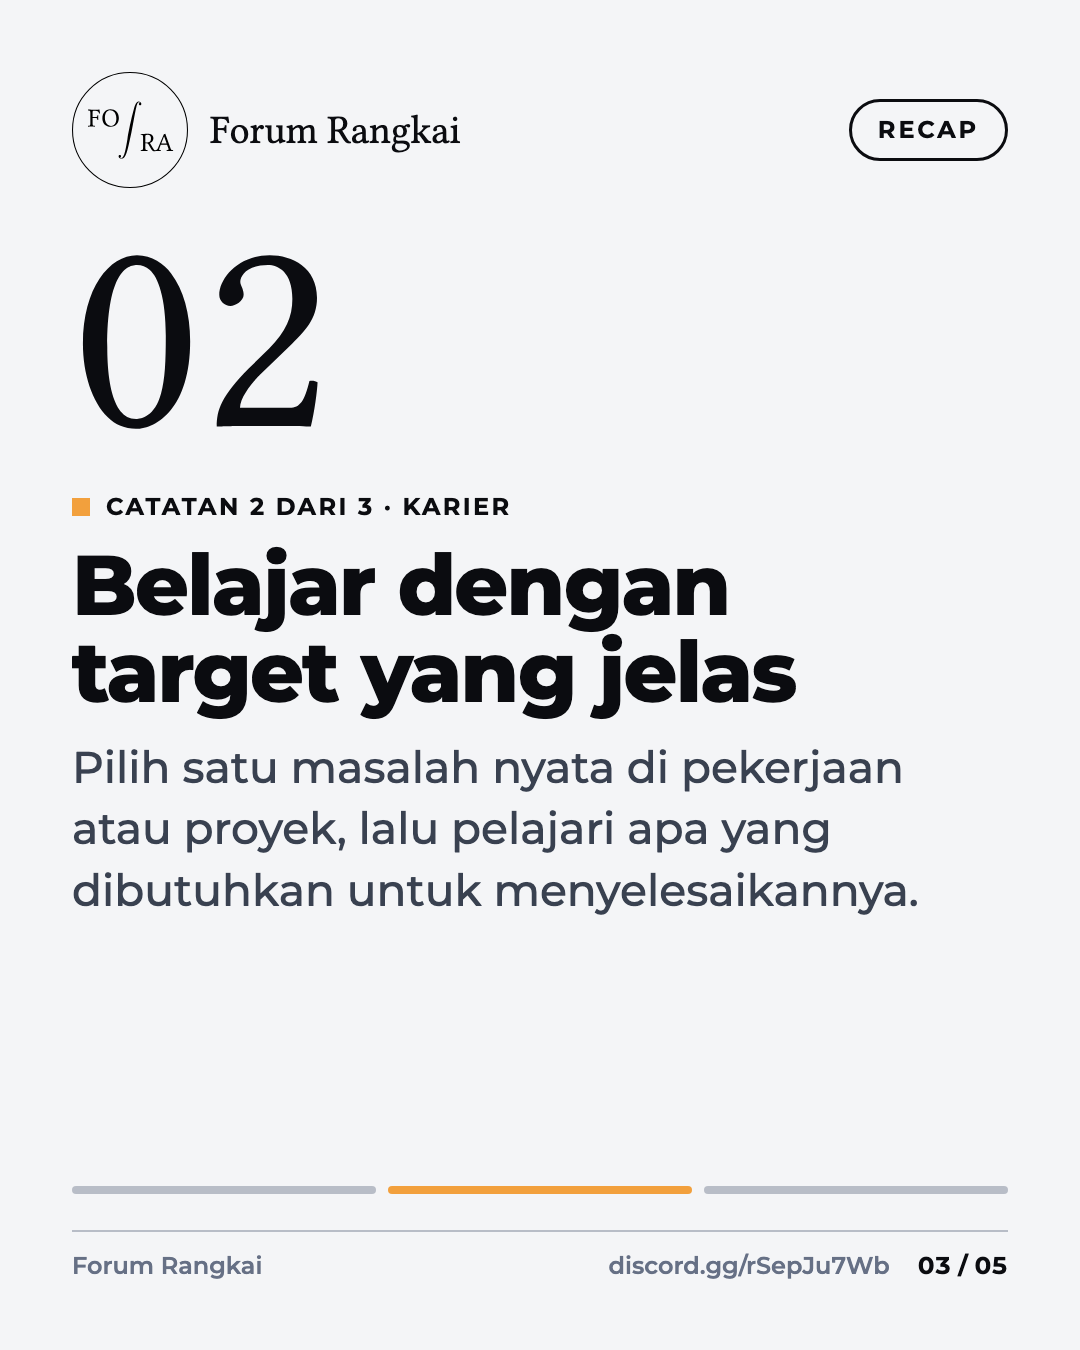 FO
RA
Forum Rangkai
RECAP
02
CATATAN 2 DARI 3 · KARIER
Belajar dengan
target yang jelas
Pilih satu masalah nyata di pekerjaan
atau proyek, lalu pelajari apa yang
dibutuhkan untuk menyelesaikannya.
Forum Rangkai
discord.gg/rSepJu7Wb
03 / 05